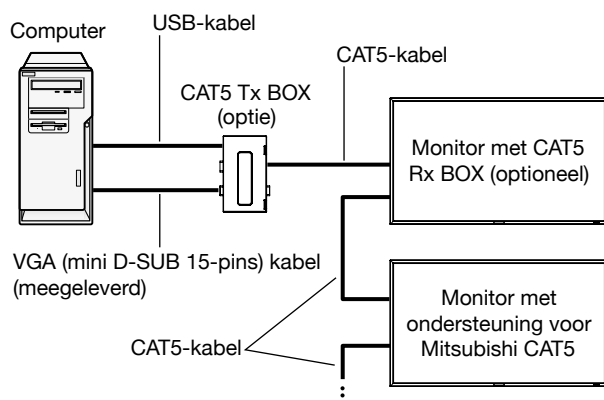 USB-kabel
Computer
CAT5-kabel
CAT5 Tx BOX
(optie)
Monitor met CAT5
Rx BOX (optioneel)
VGA (mini D-SUB 15-pins) kabel
(meegeleverd)
Monitor met
ondersteuning voor
Mitsubishi CAT5
CAT5-kabel